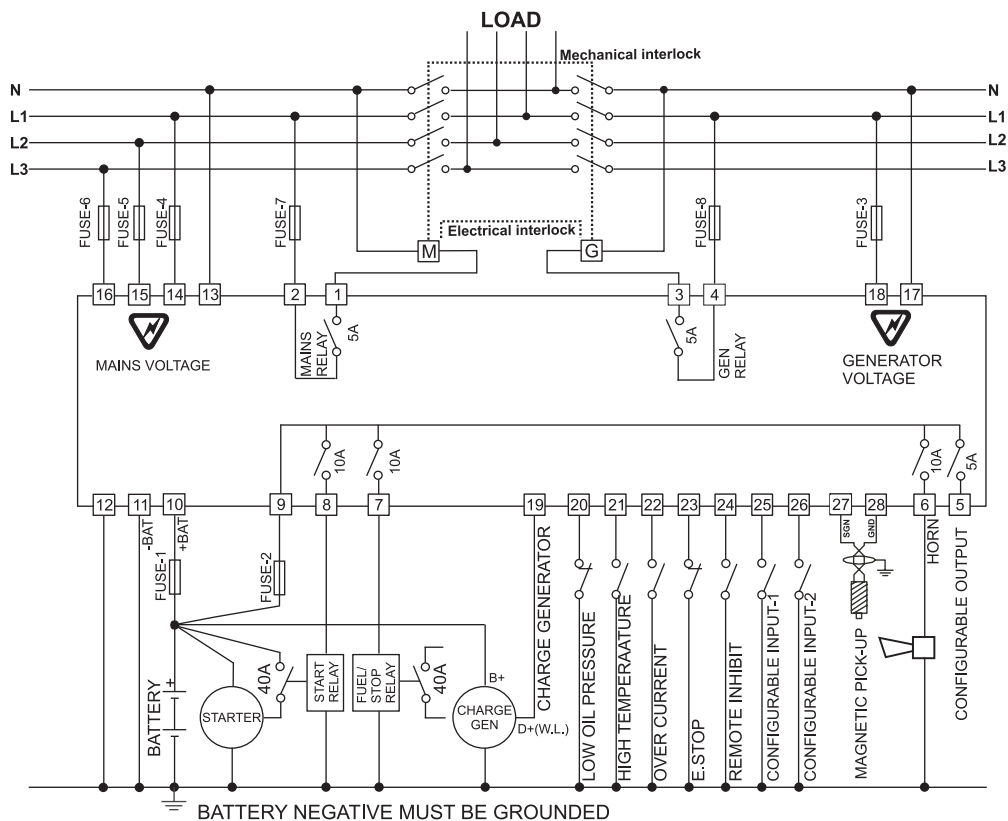 LOAD
Mechanical interlock
N
N
L1
L1
L2
L2
L3
L3
FUSE-6
FUSE-5
FUSE-4
FUSE-7
FUSE-8
FUSE-3
Electrical interlock
M
G
16
15
14
13
2
1
3
4
18
17
MAINS VOLTAGE
MAINS
RELAY
5A
5A
GEN
RELAY
GENERATOR
VOLTAGE
10A
10A
10A
5A
12
11
10
9
8
7
19
20
21
22
23
24
25
26
27
28
6
5
-BAT
+BAT
FUSE-1
FUSE-2
SGN
GND
HORN
CONFIGURABLE OUTPUT
CHARGE GENERATOR
LOW OIL PRESSURE
HIGH TEMPERAATURE
OVER CURRENT
E.STOP
REMOTE INHIBIT
CONFIGURABLE INPUT-1
CONFIGURABLE INPUT-2
MAGNETIC PICK-UP
BATTERY
+
STARTER
40A
START
RELAY
FUEL/
STOP
RELAY
40A
B+
CHARGE
GEN
D+(W.L.)
BATTERY NEGATIVE MUST BE GROUNDED